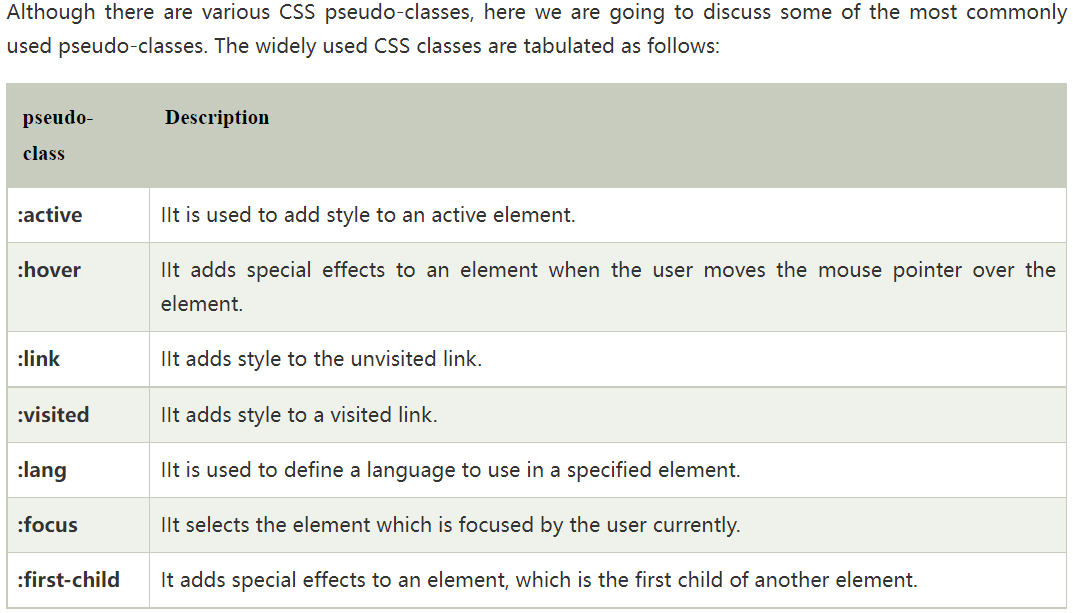 Although there are various CSS pseudo-classes, here we are going to discuss some of the most commonly
used pseudo-classes. The widely used CSS classes are tabulated as follows:
pseudo-
class
Description
:active
IIt is used to add style to an active element.
:hover
IIt adds special effects to an element when the user moves the mouse pointer over the
element.
:link
IIt adds style to the unvisited link.
:visited
IIt adds style to a visited link.
:lang
IIt is used to define a language to use in a specified element.
:focus
IIt selects the element which is focused by the user currently.
:first-child
It adds special effects to an element, which is the first child of another element.